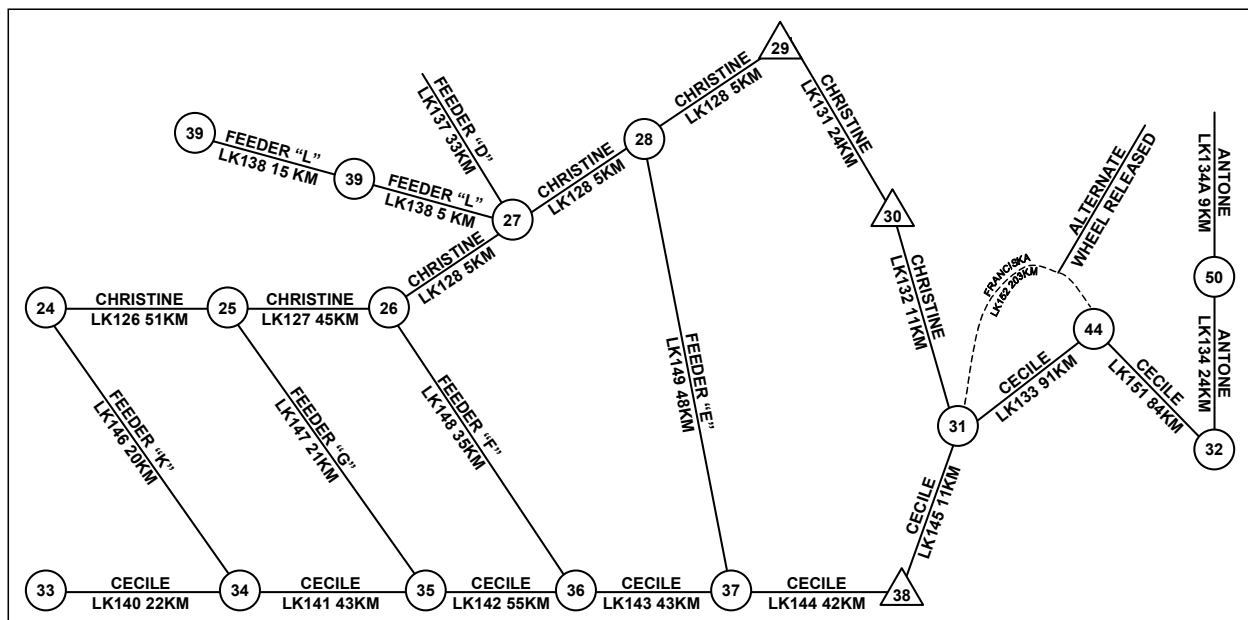 29
CHRISTINE
LK128 5KM
CHRISTINE
LK131 24KM
FEEDER “D”
LK137 33KM
39
FEEDER “L”
LK138 15 KM
39
FEEDER “L”
LK138 5 KM
28
CHRISTINE
LK128 5KM
27
30
ALTERNATE
WHEEL RELEASED
ANTONE
LK134A 9KM
CHRISTINE
LK128 5KM
FRANCISKA
LK152 203KM
CHRISTINE
LK132 11KM
50
24
CHRISTINE
LK126 51KM
25
CHRISTINE
LK127 45KM
26
44
ANTONE
LK134 24KM
FEEDER “E”
LK149 48KM
CECILE
LK133 91KM
CECILE
LK151 84KM
31
32
FEEDER “K”
LK146 20KM
FEEDER “G”
LK147 21KM
FEEDER “F”
LK148 35KM
CECILE
LK145 11KM
33
CECILE
LK140 22KM
34
CECILE
LK141 43KM
35
CECILE
LK142 55KM
36
CECILE
LK143 43KM
37
CECILE
LK144 42KM
38